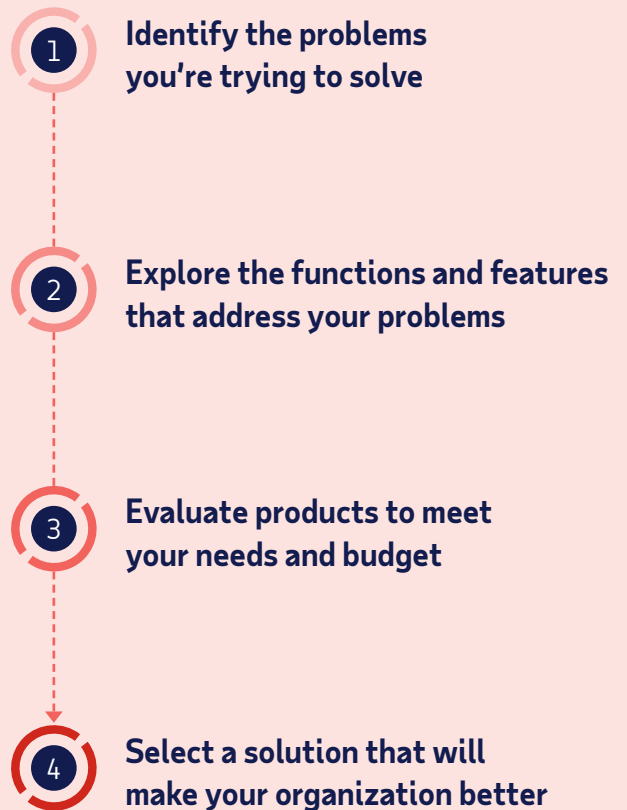 1
Identify the problems
you're trying to solve
2
Explore the functions and features
that address your problems
3
Evaluate products to meet
your needs and budget
4
Select a solution that will
make your organization better